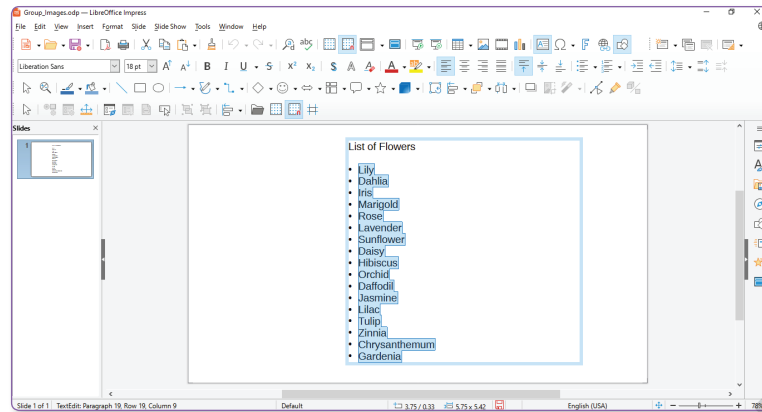 Group_Images.odp — LibreOffice Impress
File Edit View Insert Format Slide Slide Show Tools Window Help
Liberation Sans 18 pt
Slides
1
List of Flowers
• Lily
• Dahlia
• Iris
• Marigold
• Rose
• Lavender
• Sunflower
• Daisy
• Hibiscus
• Orchid
• Daffodil
• Jasmine
• Lilac
• Tulip
• Zinnia
• Chrysanthemum
• Gardenia
Slide 1 of 1 TextEdit: Paragraph 19, Row 19, Column 9 Default 3.75 / 0.33 5.75 x 5.42 English (USA) 78%